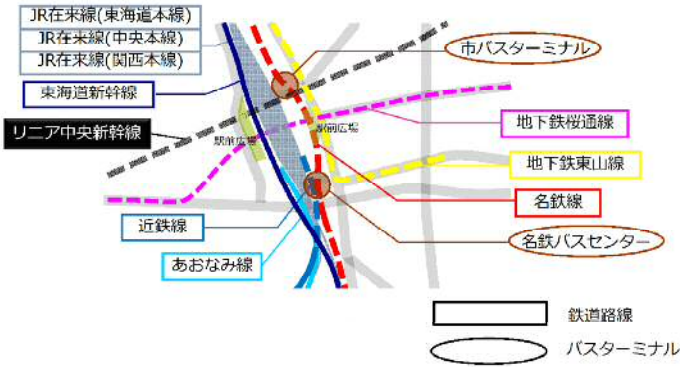 JR在来線(東海道本線)
JR在来線(中央本線)
JR在来線(関西本線)
東海道新幹線
リニア中央新幹線
市バスターミナル
駅前広場
駅前広場
地下鉄桜通線
地下鉄東山線
名鉄線
近鉄線
名鉄バスセンター
あおなみ線
鉄道路線
バスターミナル